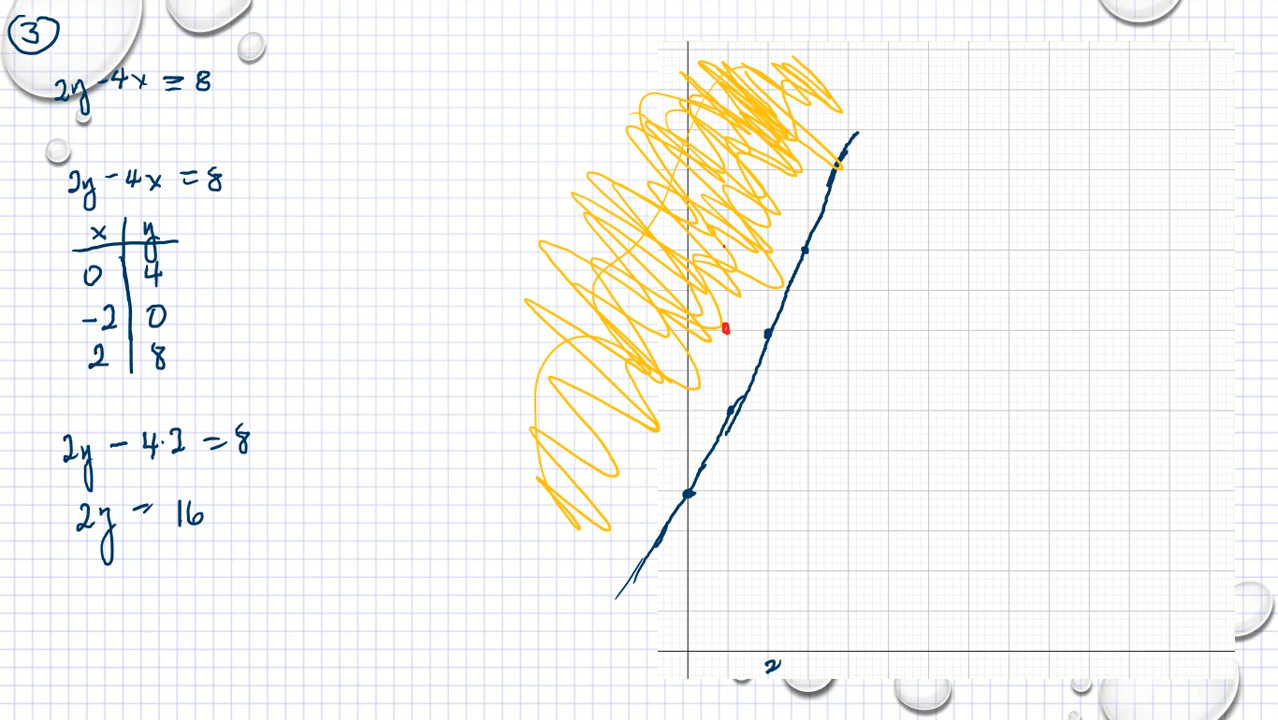 3
2y - 4x ≥ 8
2y - 4x = 8
x | y
0 | 4
-2 | 0
2 | 8
2y - 4·2 = 8
2y = 16
2